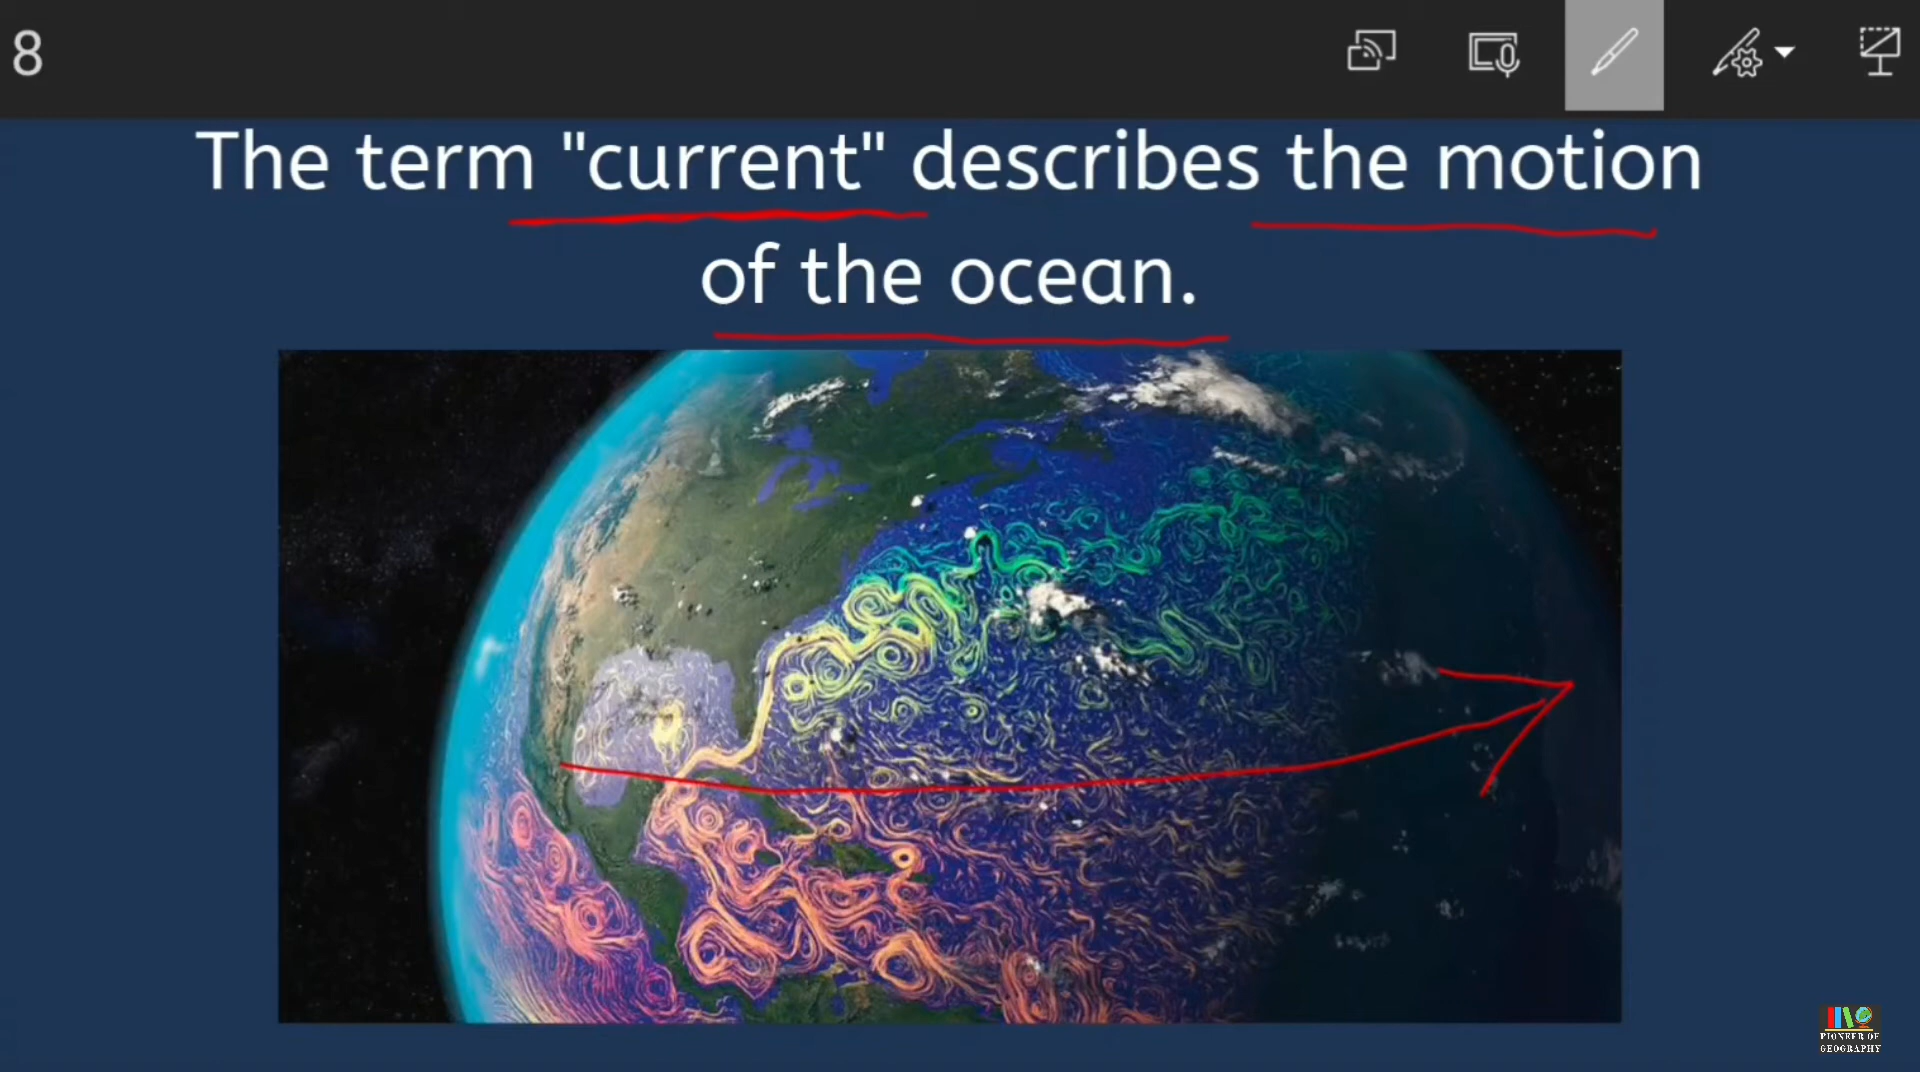 8
The term "current" describes the motion
of the ocean.
PIONEER OF
GEOGRAPHY